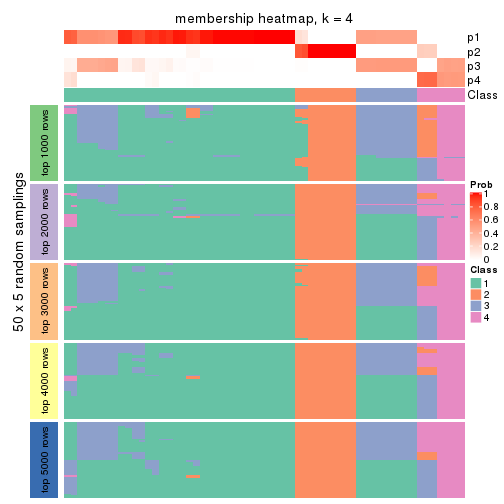 membership heatmap, k = 4
p1
p2
p3
p4
Class
50 x 5 random samplings
top 1000 rows
top 2000 rows
top 3000 rows
top 4000 rows
top 5000 rows
Prob
1
0.8
0.6
0.4
0.2
0
Class
1
2
3
4